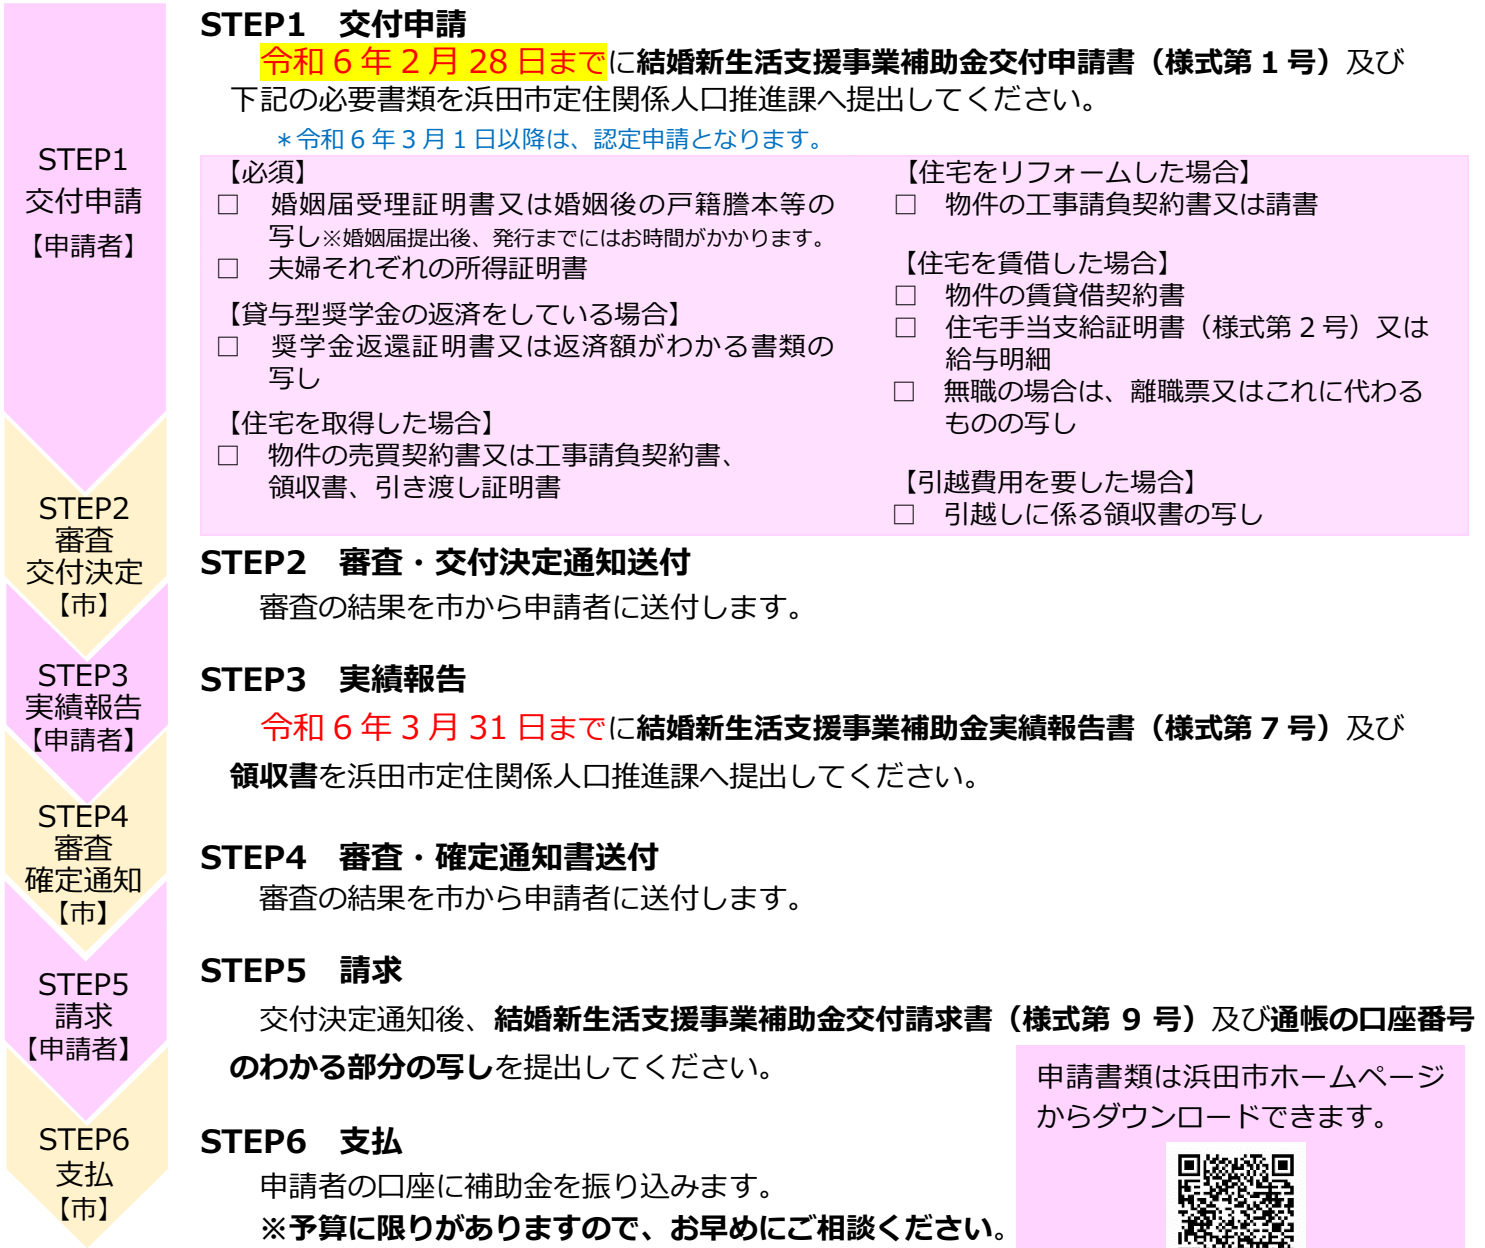 STEP1
交付申請
【申請者】
STEP2
審査
交付決定
【市】
STEP3
実績報告
【申請者】
STEP4
審査
確定通知
【市】
STEP5
請求
【申請者】
STEP6
支払
【市】
STEP1　交付申請
令和６年２月 28 日までに結婚新生活支援事業補助金交付申請書（様式第１号）及び
下記の必要書類を浜田市定住関係人口推進課へ提出してください。
＊令和６年３月１日以降は、認定申請となります。
【必須】
□　婚姻届受理証明書又は婚姻後の戸籍謄本等の
写し※婚姻届提出後、発行までにはお時間がかかります。
□　夫婦それぞれの所得証明書
【貸与型奨学金の返済をしている場合】
□　奨学金返還証明書又は返済額がわかる書類の
写し
【住宅を取得した場合】
□　物件の売買契約書又は工事請負契約書、
領収書、引き渡し証明書
【住宅をリフォームした場合】
□　物件の工事請負契約書又は請書
【住宅を賃借した場合】
□　物件の賃貸借契約書
□　住宅手当支給証明書（様式第２号）又は
給与明細
□　無職の場合は、離職票又はこれに代わる
ものの写し
【引越費用を要した場合】
□　引越しに係る領収書の写し
STEP2　審査・交付決定通知送付
審査の結果を市から申請者に送付します。
STEP3　実績報告
令和６年３月 31 日までに結婚新生活支援事業補助金実績報告書（様式第７号）及び
領収書を浜田市定住関係人口推進課へ提出してください。
STEP4　審査・確定通知書送付
審査の結果を市から申請者に送付します。
STEP5　請求
交付決定通知後、結婚新生活支援事業補助金交付請求書（様式第 9 号）及び通帳の口座番号
のわかる部分の写しを提出してください。
STEP6　支払
申請者の口座に補助金を振り込みます。
※予算に限りがありますので、お早めにご相談ください。
申請書類は浜田市ホームページ
からダウンロードできます。